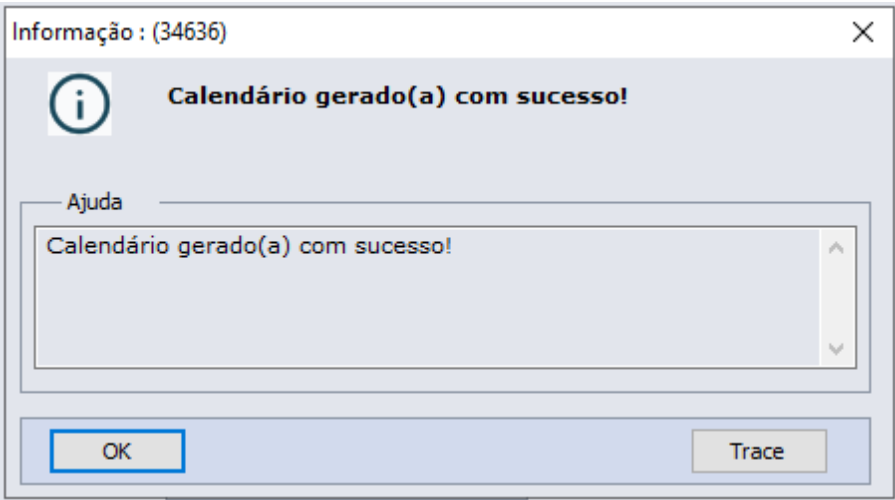 Informação : (34636)
Calendário gerado(a) com sucesso!
Ajuda
Calendário gerado(a) com sucesso!
OK
Trace